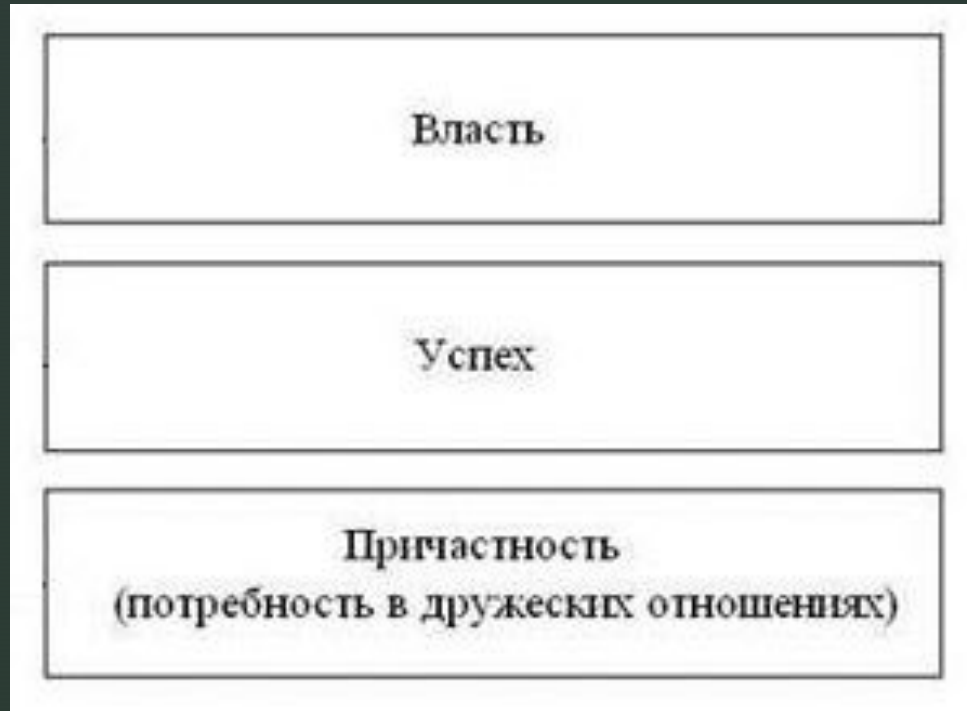 Власть
Успех
Причастность
(потребность в дружеских отношениях)